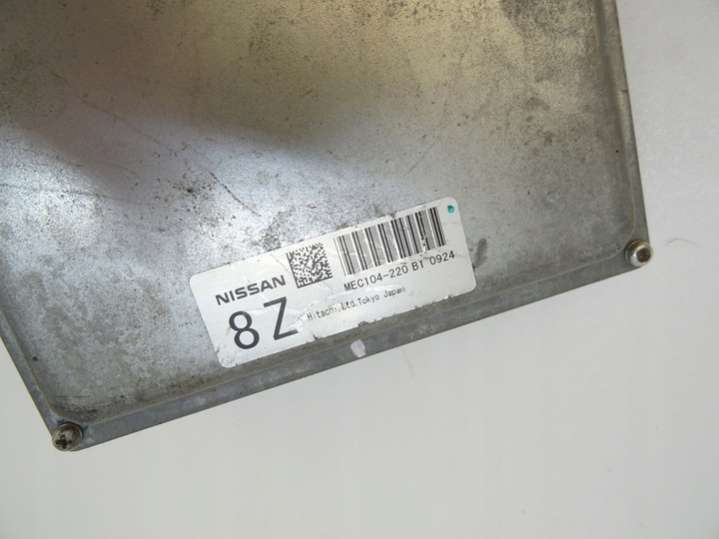 NISSAN
8Z
MEC104-220 B1 0924
Hitachi,Ltd.Tokyo Japan